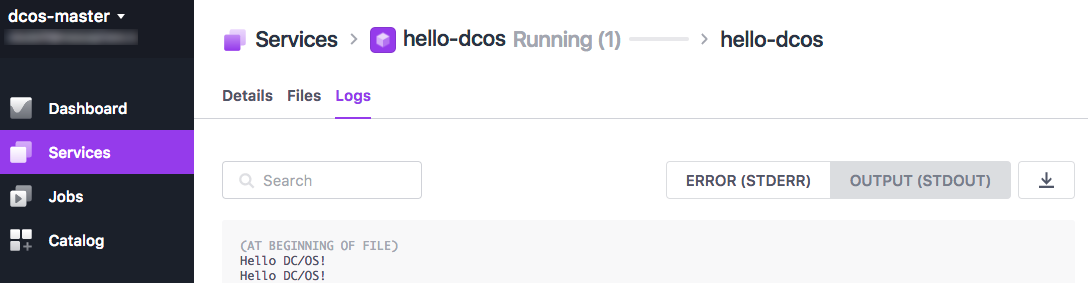 dcos-master
Services > hello-dcos Running (1) > hello-dcos
Details Files Logs
Dashboard
Services
Jobs
Catalog
Search
ERROR (STDERR) OUTPUT (STDOUT)
(AT BEGINNING OF FILE)
Hello DC/OS!
Hello DC/OS!